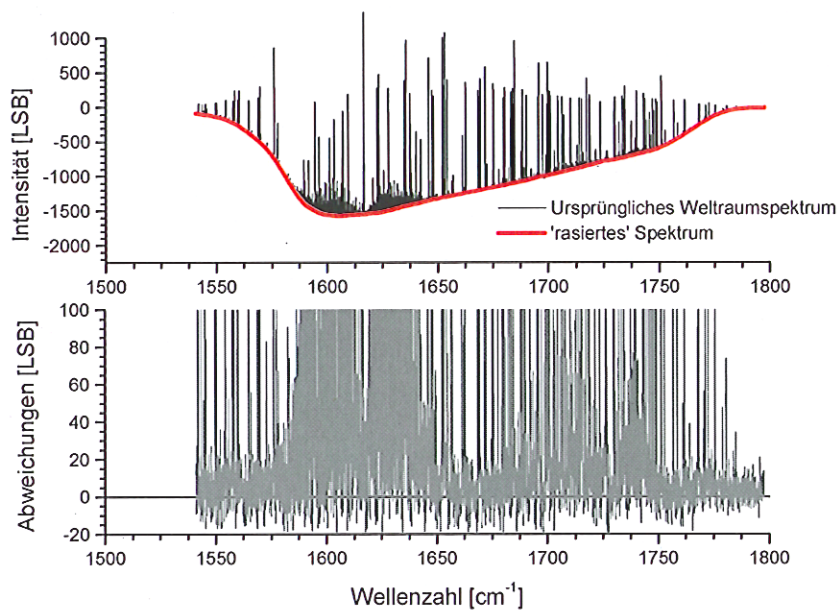 Intensität [LSB]
1000
500
0
-500
-1000
-1500
-2000
Ursprüngliches Weltraumspektrum
'rasiertes' Spektrum
1500 1550 1600 1650 1700 1750 1800
Abweichungen [LSB]
100
80
60
40
20
0
-20
1500 1550 1600 1650 1700 1750 1800
Wellenzahl [cm⁻¹]